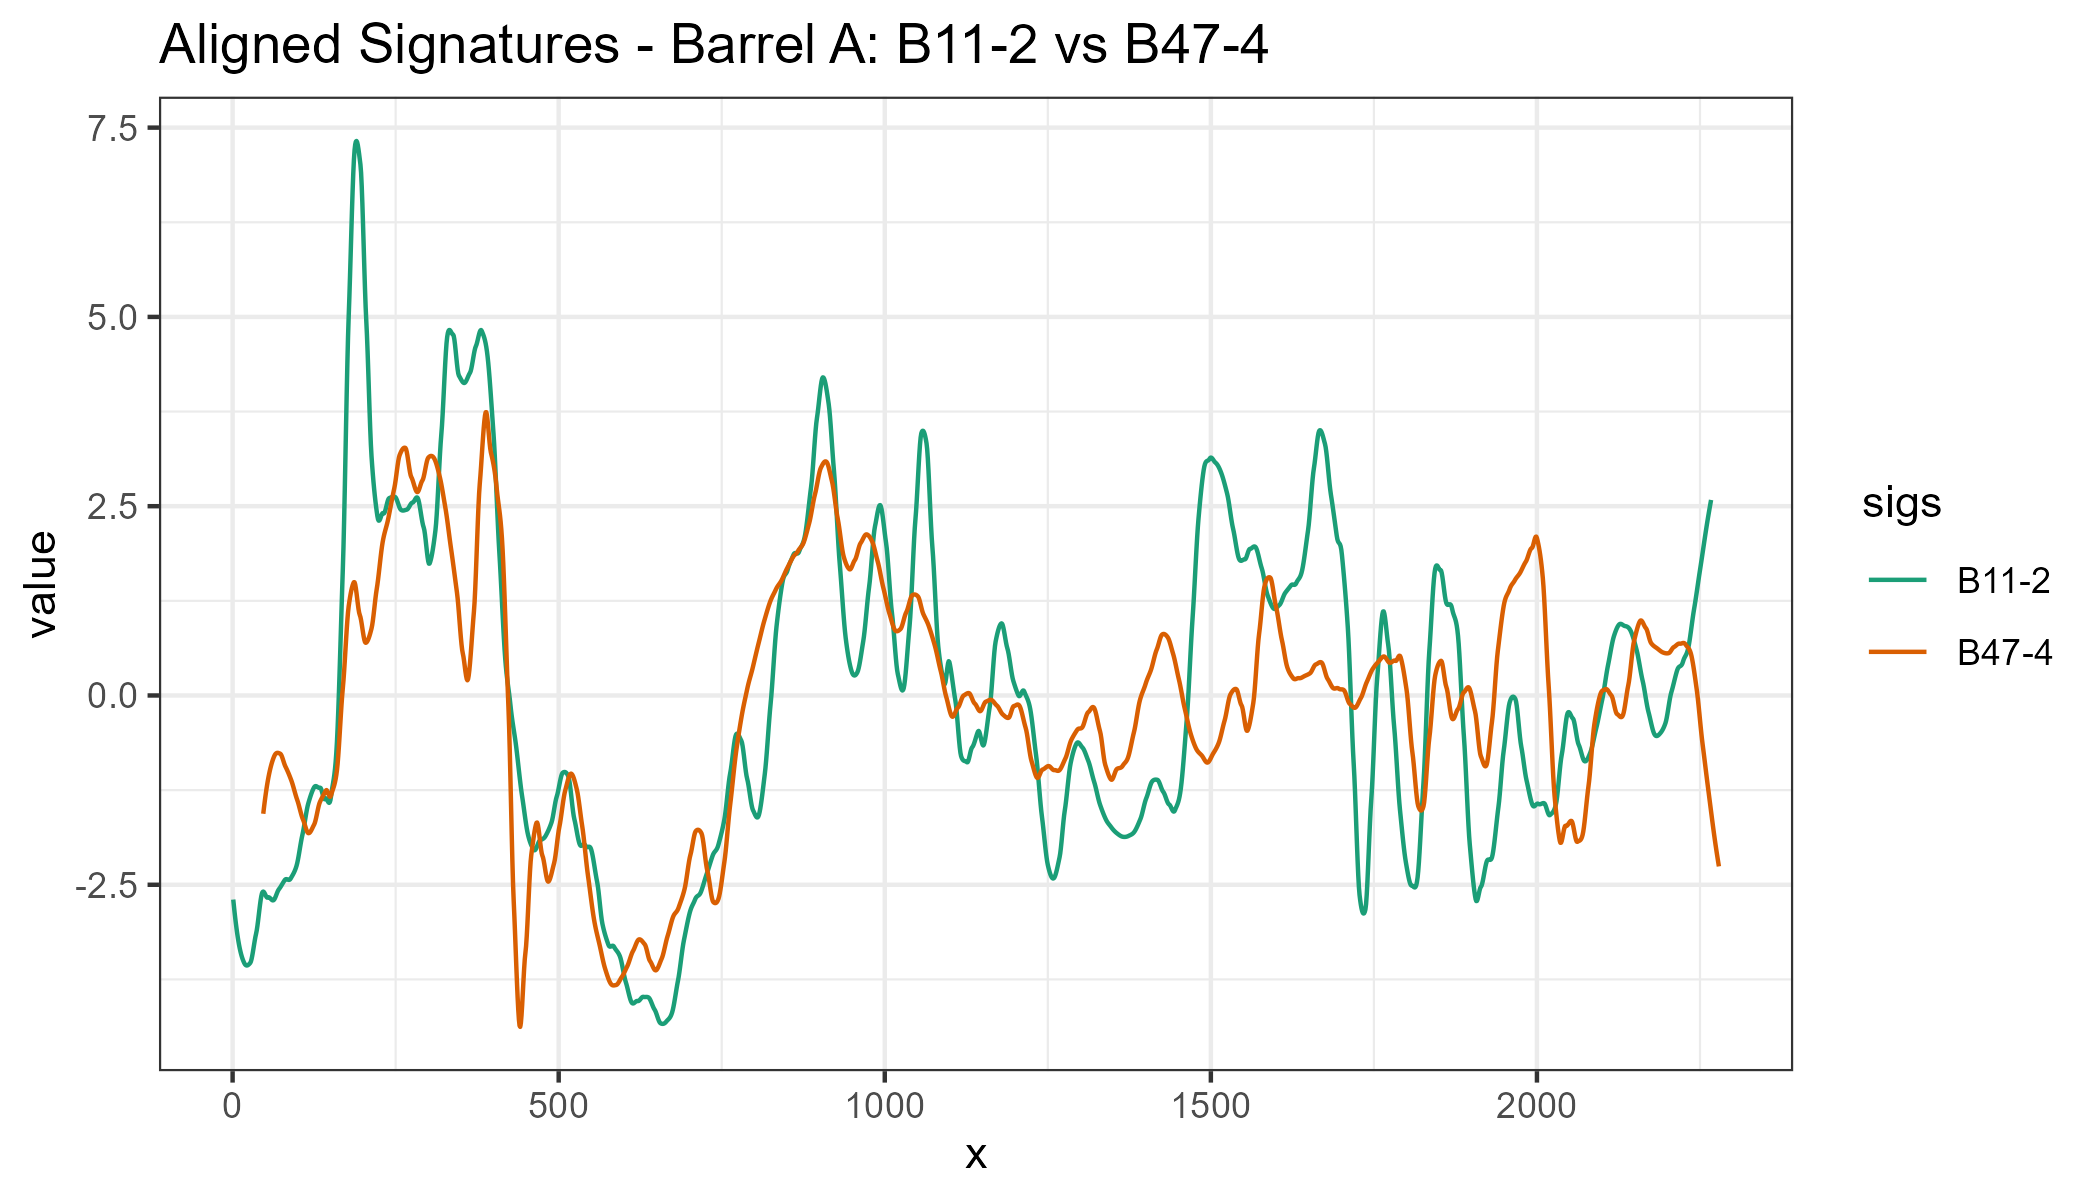 Aligned Signatures - Barrel A: B11-2 vs B47-4
7.5
5.0
2.5
0.0
-2.5
value
0 500 1000 1500 2000
x
sigs
B11-2
B47-4